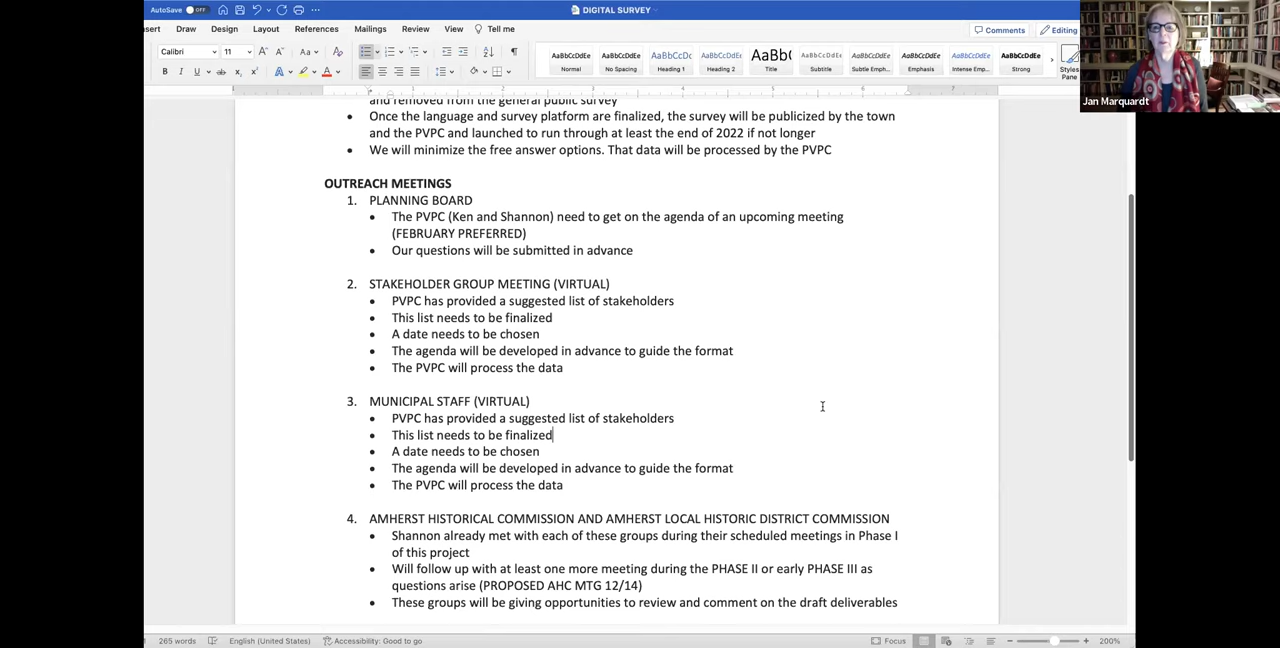 AutoSave OFF
DIGITAL SURVEY
nsert Draw Design Layout References Mailings Review View Tell me
Comments Editing
Calibri 11 Aa
AaBbCcDdEe AaBbCcDdEe AaBbCcDc AaBbCcDdEe AaBb( AaBbCcDdEe AaBbCcDdEe AaBbCcDdEe AaBbCcDdEe AaBbCcDdEe
Normal No Spacing Heading 1 Heading 2 Title Subtitle Subtle Emph... Emphasis Intense Emp... Strong Styles Pane
B I U ab x
Jan Marquardt
and removed from the general public survey
• Once the language and survey platform are finalized, the survey will be publicized by the town
and the PVPC and launched to run through at least the end of 2022 if not longer
• We will minimize the free answer options. That data will be processed by the PVPC
OUTREACH MEETINGS
1. PLANNING BOARD
• The PVPC (Ken and Shannon) need to get on the agenda of an upcoming meeting
(FEBRUARY PREFERRED)
• Our questions will be submitted in advance
2. STAKEHOLDER GROUP MEETING (VIRTUAL)
• PVPC has provided a suggested list of stakeholders
• This list needs to be finalized
• A date needs to be chosen
• The agenda will be developed in advance to guide the format
• The PVPC will process the data
3. MUNICIPAL STAFF (VIRTUAL)
• PVPC has provided a suggested list of stakeholders
• This list needs to be finalized
• A date needs to be chosen
• The agenda will be developed in advance to guide the format
• The PVPC will process the data
4. AMHERST HISTORICAL COMMISSION AND AMHERST LOCAL HISTORIC DISTRICT COMMISSION
• Shannon already met with each of these groups during their scheduled meetings in Phase I
of this project
• Will follow up with at least one more meeting during the PHASE II or early PHASE III as
questions arise (PROPOSED AHC MTG 12/14)
• These groups will be giving opportunities to review and comment on the draft deliverables
265 words English (United States) Accessibility: Good to go Focus 200%